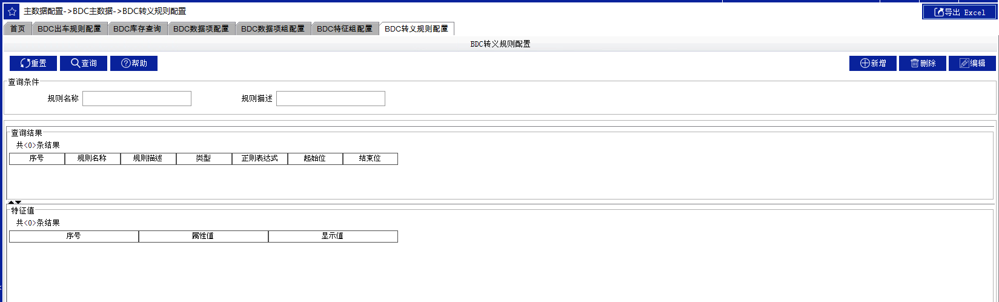 主数据配置->BDC主数据->BDC转义规则配置
导出 Excel
首页 BDC出车规则配置 BDC库存查询 BDC数据项配置 BDC数据项组配置 BDC特征组配置 BDC转义规则配置
BDC转义规则配置
重置 查询 帮助 新增 删除 编辑
查询条件
规则名称 规则描述
查询结果
共<0>条结果
序号 规则名称 规则描述 类型 正则表达式 起始位 结束位
特征值
共<0>条结果
序号 属性值 显示值